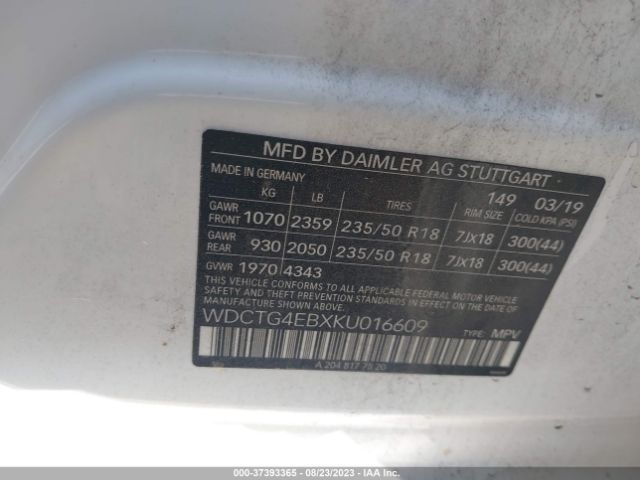 MFD BY DAIMLER AG STUTTGART
MADE IN GERMANY 149 03/19
KG LB TIRES RIM SIZE COLD KPA (PSI)
GAWR FRONT 1070 2359 235/50 R18 7Jx18 300(44)
GAWR REAR 930 2050 235/50 R18 7Jx18 300(44)
GVWR 1970 4343
THIS VEHICLE CONFORMS TO ALL APPLICABLE FEDERAL MOTOR VEHICLE
SAFETY AND THEFT PREVENTION STANDARDS IN EFFECT ON THE DATE OF
MANUFACTURE SHOWN ABOVE.
WDCTG4EBXKU016609 TYPE: MPV
A 204 817 75 20
000-37393365 - 08/23/2023 - IAAI.COM